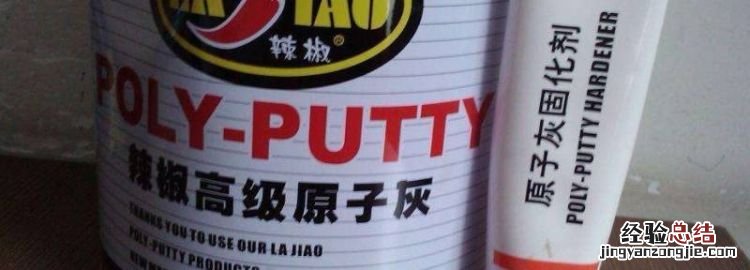 LA JIAO
辣椒®
POLY-PUTTY
辣椒高级原子灰
THANKS YOU TO USE OUR LA JIAO
POLY-PUTTY PRODUCTS
原子灰固化剂
POLY-PUTTY HARDENER
经验总结
jingyanzongjie.com